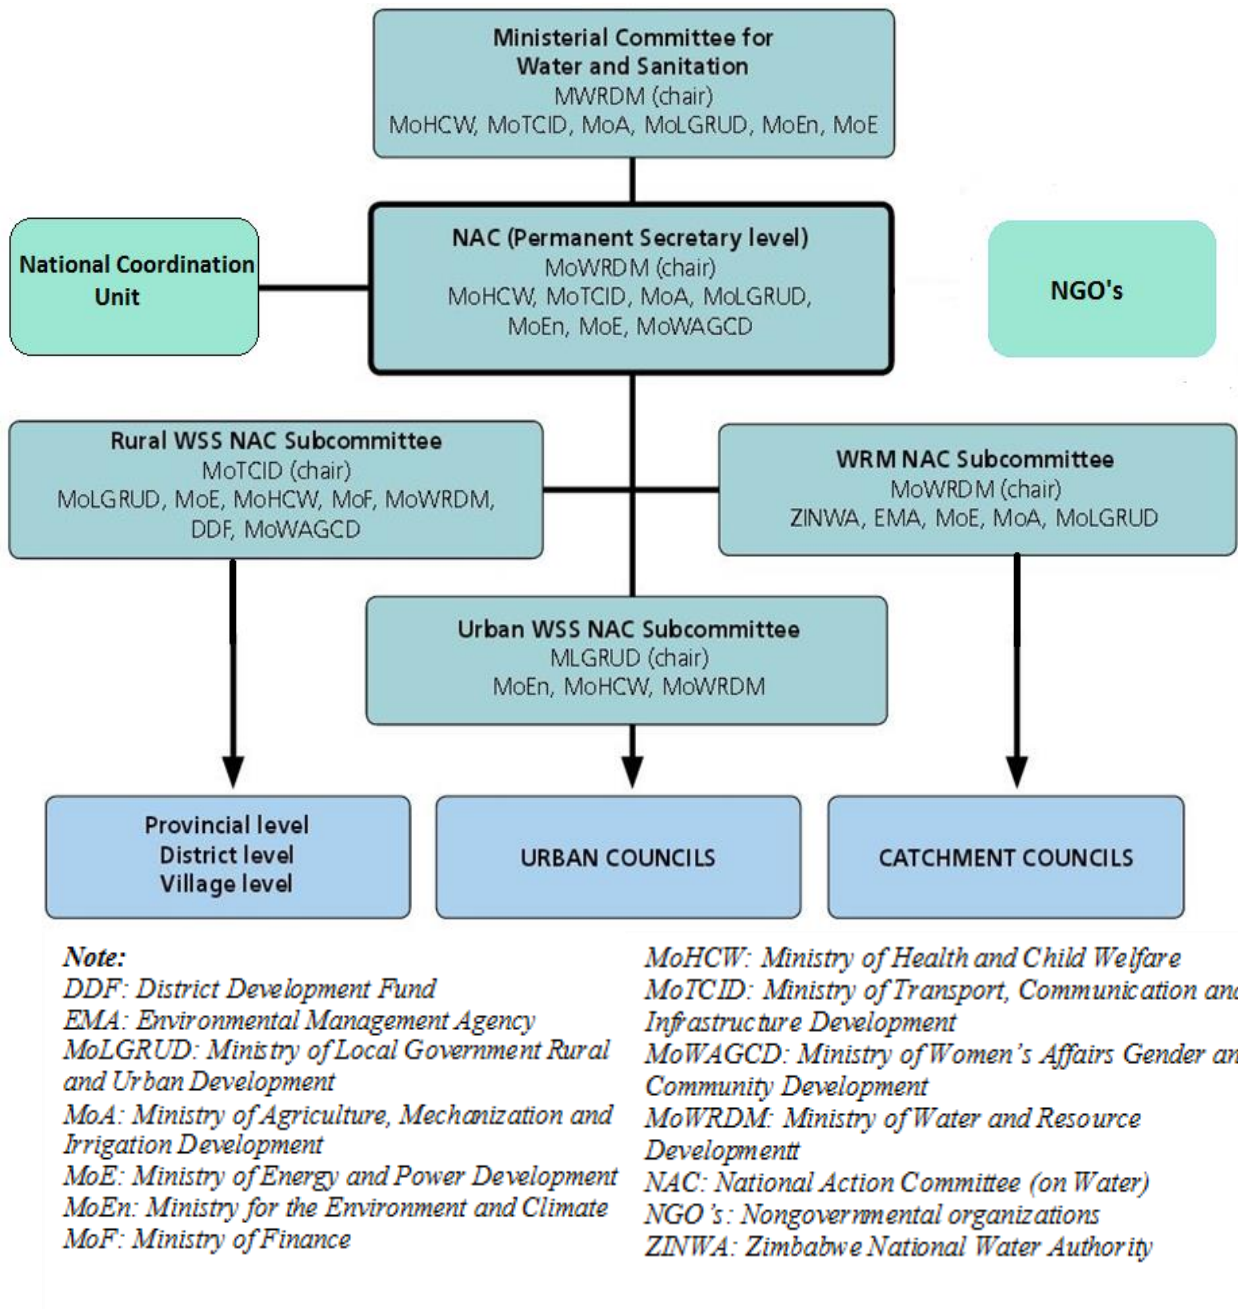 Ministerial Committee for
Water and Sanitation
MWRDM (chair)
MoHCW, MoTCID, MoA, MoLGRUD, MoEn, MoE
National Coordination
Unit
NAC (Permanent Secretary level)
MoWRDM (chair)
MoHCW, MoTCID, MoA, MoLGRUD,
MoEn, MoE, MoWAGCD
NGO's
Rural WSS NAC Subcommittee
MoTCID (chair)
MoLGRUD, MoE, MoHCW, MoF, MoWRDM,
DDF, MoWAGCD
WRM NAC Subcommittee
MoWRDM (chair)
ZINWA, EMA, MoE, MoA, MoLGRUD
Urban WSS NAC Subcommittee
MLGRUD (chair)
MoEn, MoHCW, MoWRDM
Provincial level
District level
Village level
URBAN COUNCILS
CATCHMENT COUNCILS
Note:
DDF: District Development Fund
EMA: Environmental Management Agency
MoLGRUD: Ministry of Local Government Rural
and Urban Development
MoA: Ministry of Agriculture, Mechanization and
Irrigation Development
MoE: Ministry of Energy and Power Development
MoEn: Ministry for the Environment and Climate
MoF: Ministry of Finance
MoHCW: Ministry of Health and Child Welfare
MoTCID: Ministry of Transport, Communication and
Infrastructure Development
MoWAGCD: Ministry of Women's Affairs Gender an
Community Development
MoWRDM: Ministry of Water and Resource
Developmentt
NAC: National Action Committee (on Water)
NGO's: Nongovernmental organizations
ZINWA: Zimbabwe National Water Authority